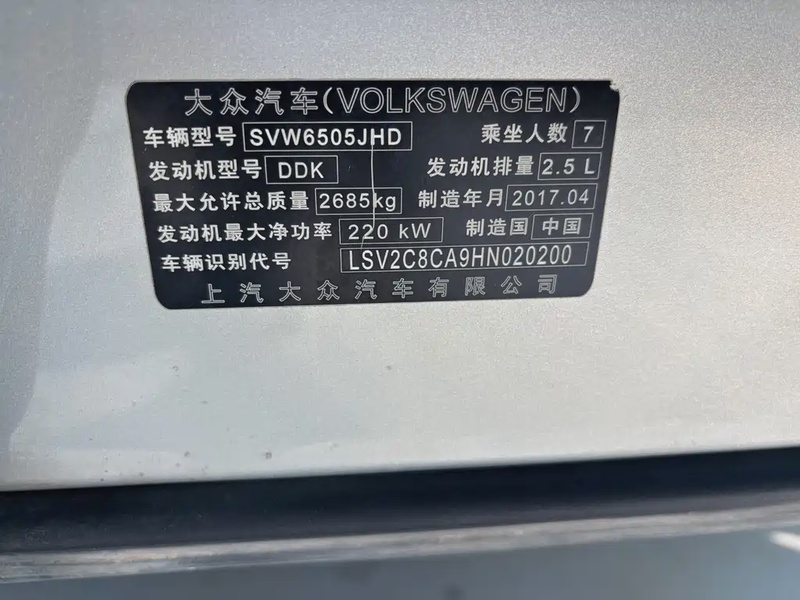 大众汽车(VOLKSWAGEN)
车辆型号 SVW6505JHD 乘坐人数 7
发动机型号 DDK 发动机排量 2.5 L
最大允许总质量 2685kg 制造年月 2017.04
发动机最大净功率 220 kW 制造国 中国
车辆识别代号 LSV2C8CA9HN020200
上汽大众汽车有限公司